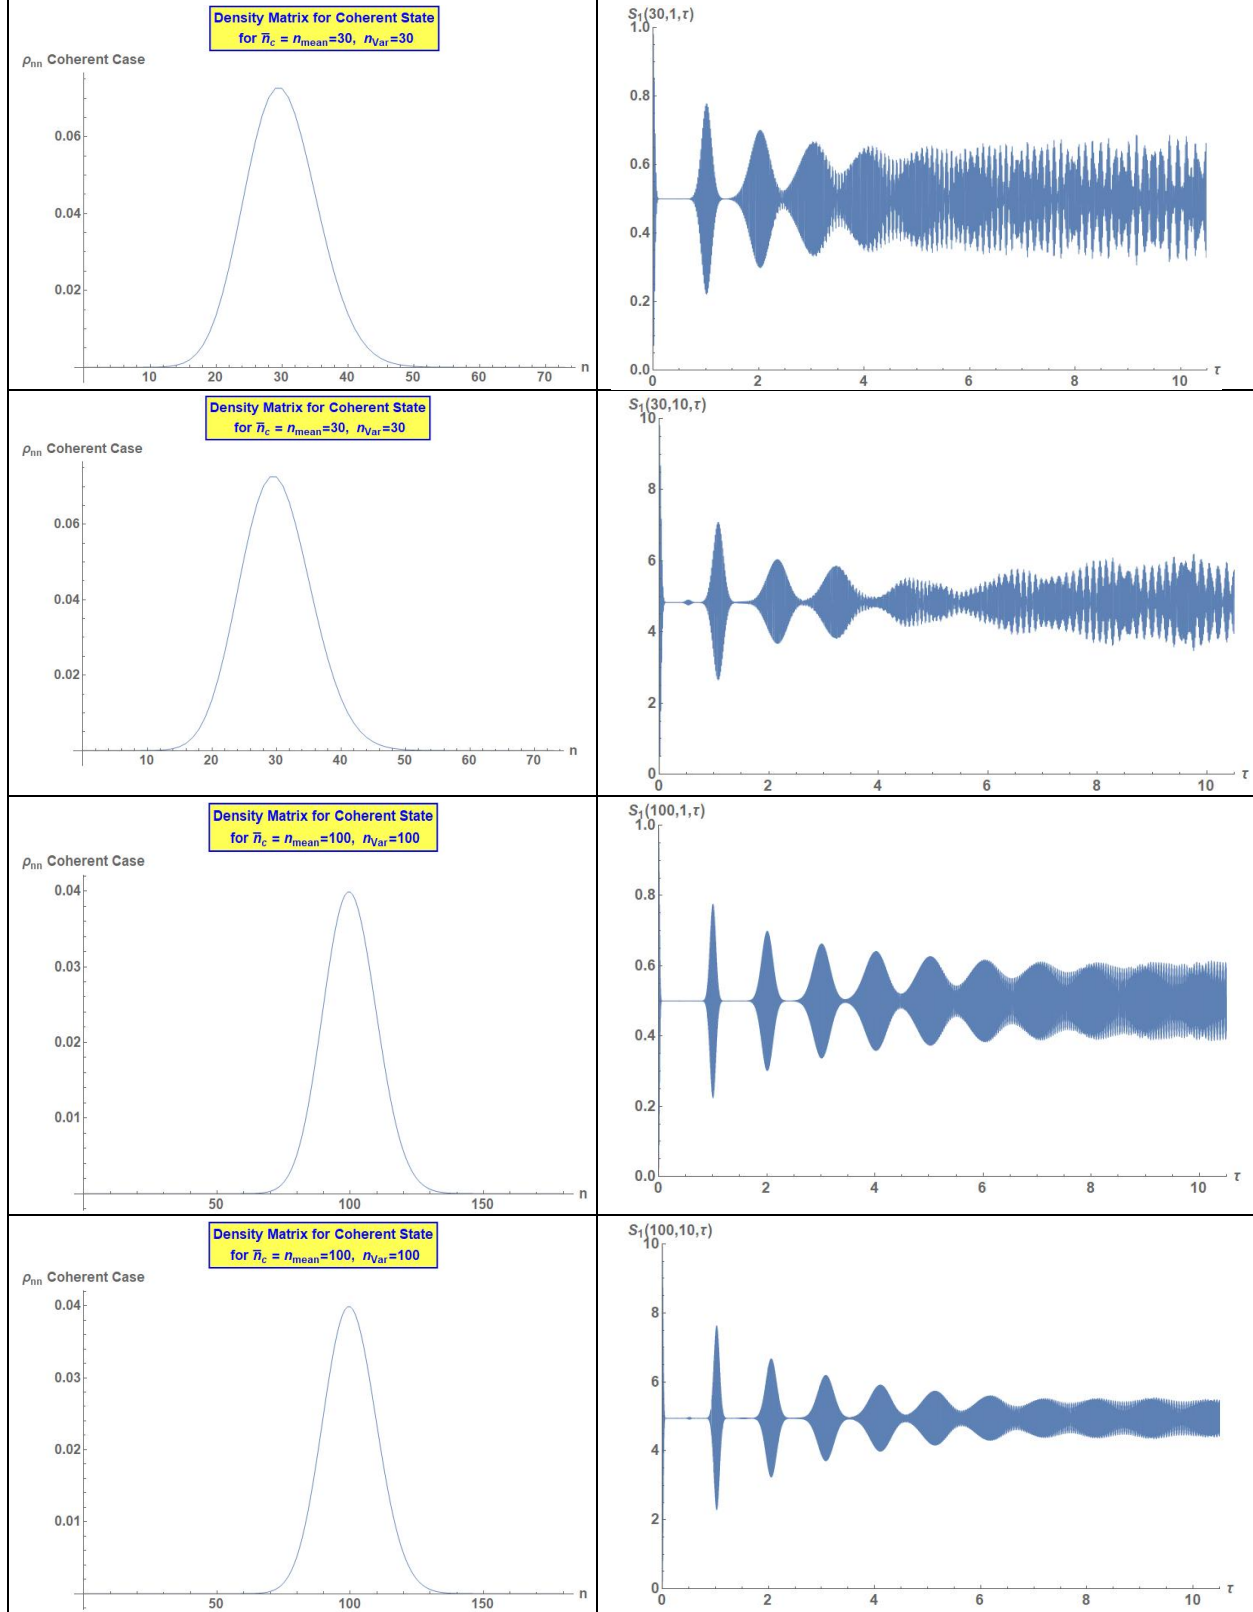 Density Matrix for Coherent State
for n̄c = nmean=30, nVar=30
ρnn Coherent Case
0.06
0.04
0.02
10 20 30 40 50 60 70 n
S1(30,1,τ)
1.0
0.8
0.6
0.4
0.2
0.0
0 2 4 6 8 10 τ
Density Matrix for Coherent State
for n̄c = nmean=30, nVar=30
ρnn Coherent Case
0.06
0.04
0.02
10 20 30 40 50 60 70 n
S1(30,10,τ)
10
8
6
4
2
0
0 2 4 6 8 10 τ
Density Matrix for Coherent State
for n̄c = nmean=100, nVar=100
ρnn Coherent Case
0.04
0.03
0.02
0.01
50 100 150 n
S1(100,1,τ)
1.0
0.8
0.6
0.4
0.2
0.0
0 2 4 6 8 10 τ
Density Matrix for Coherent State
for n̄c = nmean=100, nVar=100
ρnn Coherent Case
0.04
0.03
0.02
0.01
50 100 150 n
S1(100,10,τ)
10
8
6
4
2
0
0 2 4 6 8 10 τ